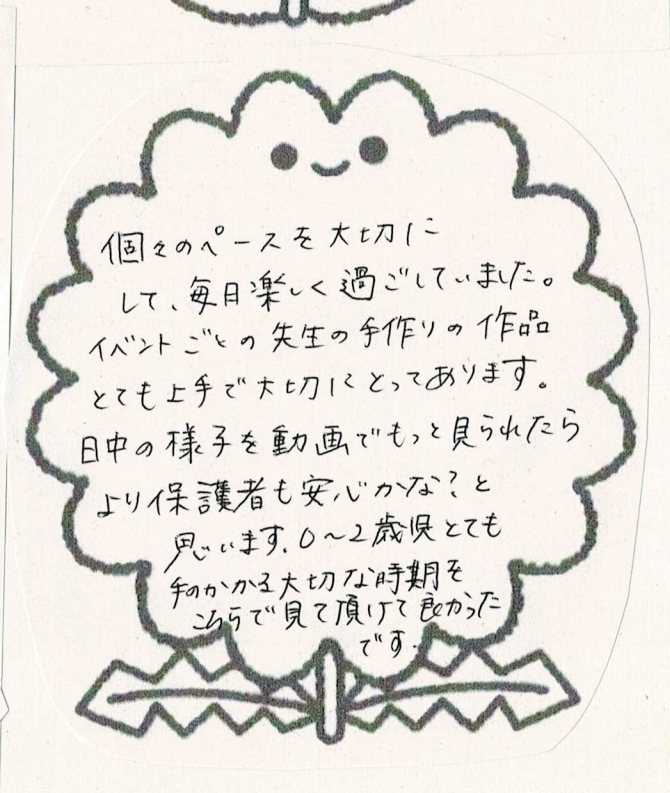 個々のペースを大切に
して、毎日楽しく過ごしていました。
イベントごとの先生の手作りの作品
とても上手で大切にとってあります。
日中の様子を動画でもっと見られたら
より保護者も安心かな?と
思います。0~2歳児とても
手のかかる大切な時期を
こちらで見て頂けて良かった
です.